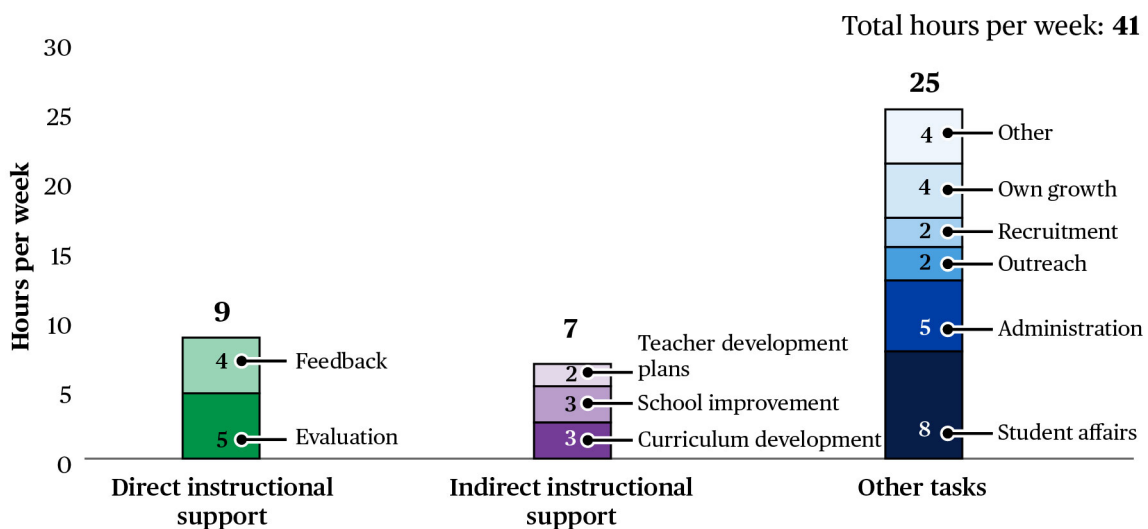 Total hours per week: 41
Hours per week
30
25
20
15
10
5
0
9
4 Feedback
5 Evaluation
Direct instructional
support
7
2 Teacher development
plans
3 School improvement
3 Curriculum development
Indirect instructional
support
25
4 Other
4 Own growth
2 Recruitment
2 Outreach
5 Administration
8 Student affairs
Other tasks